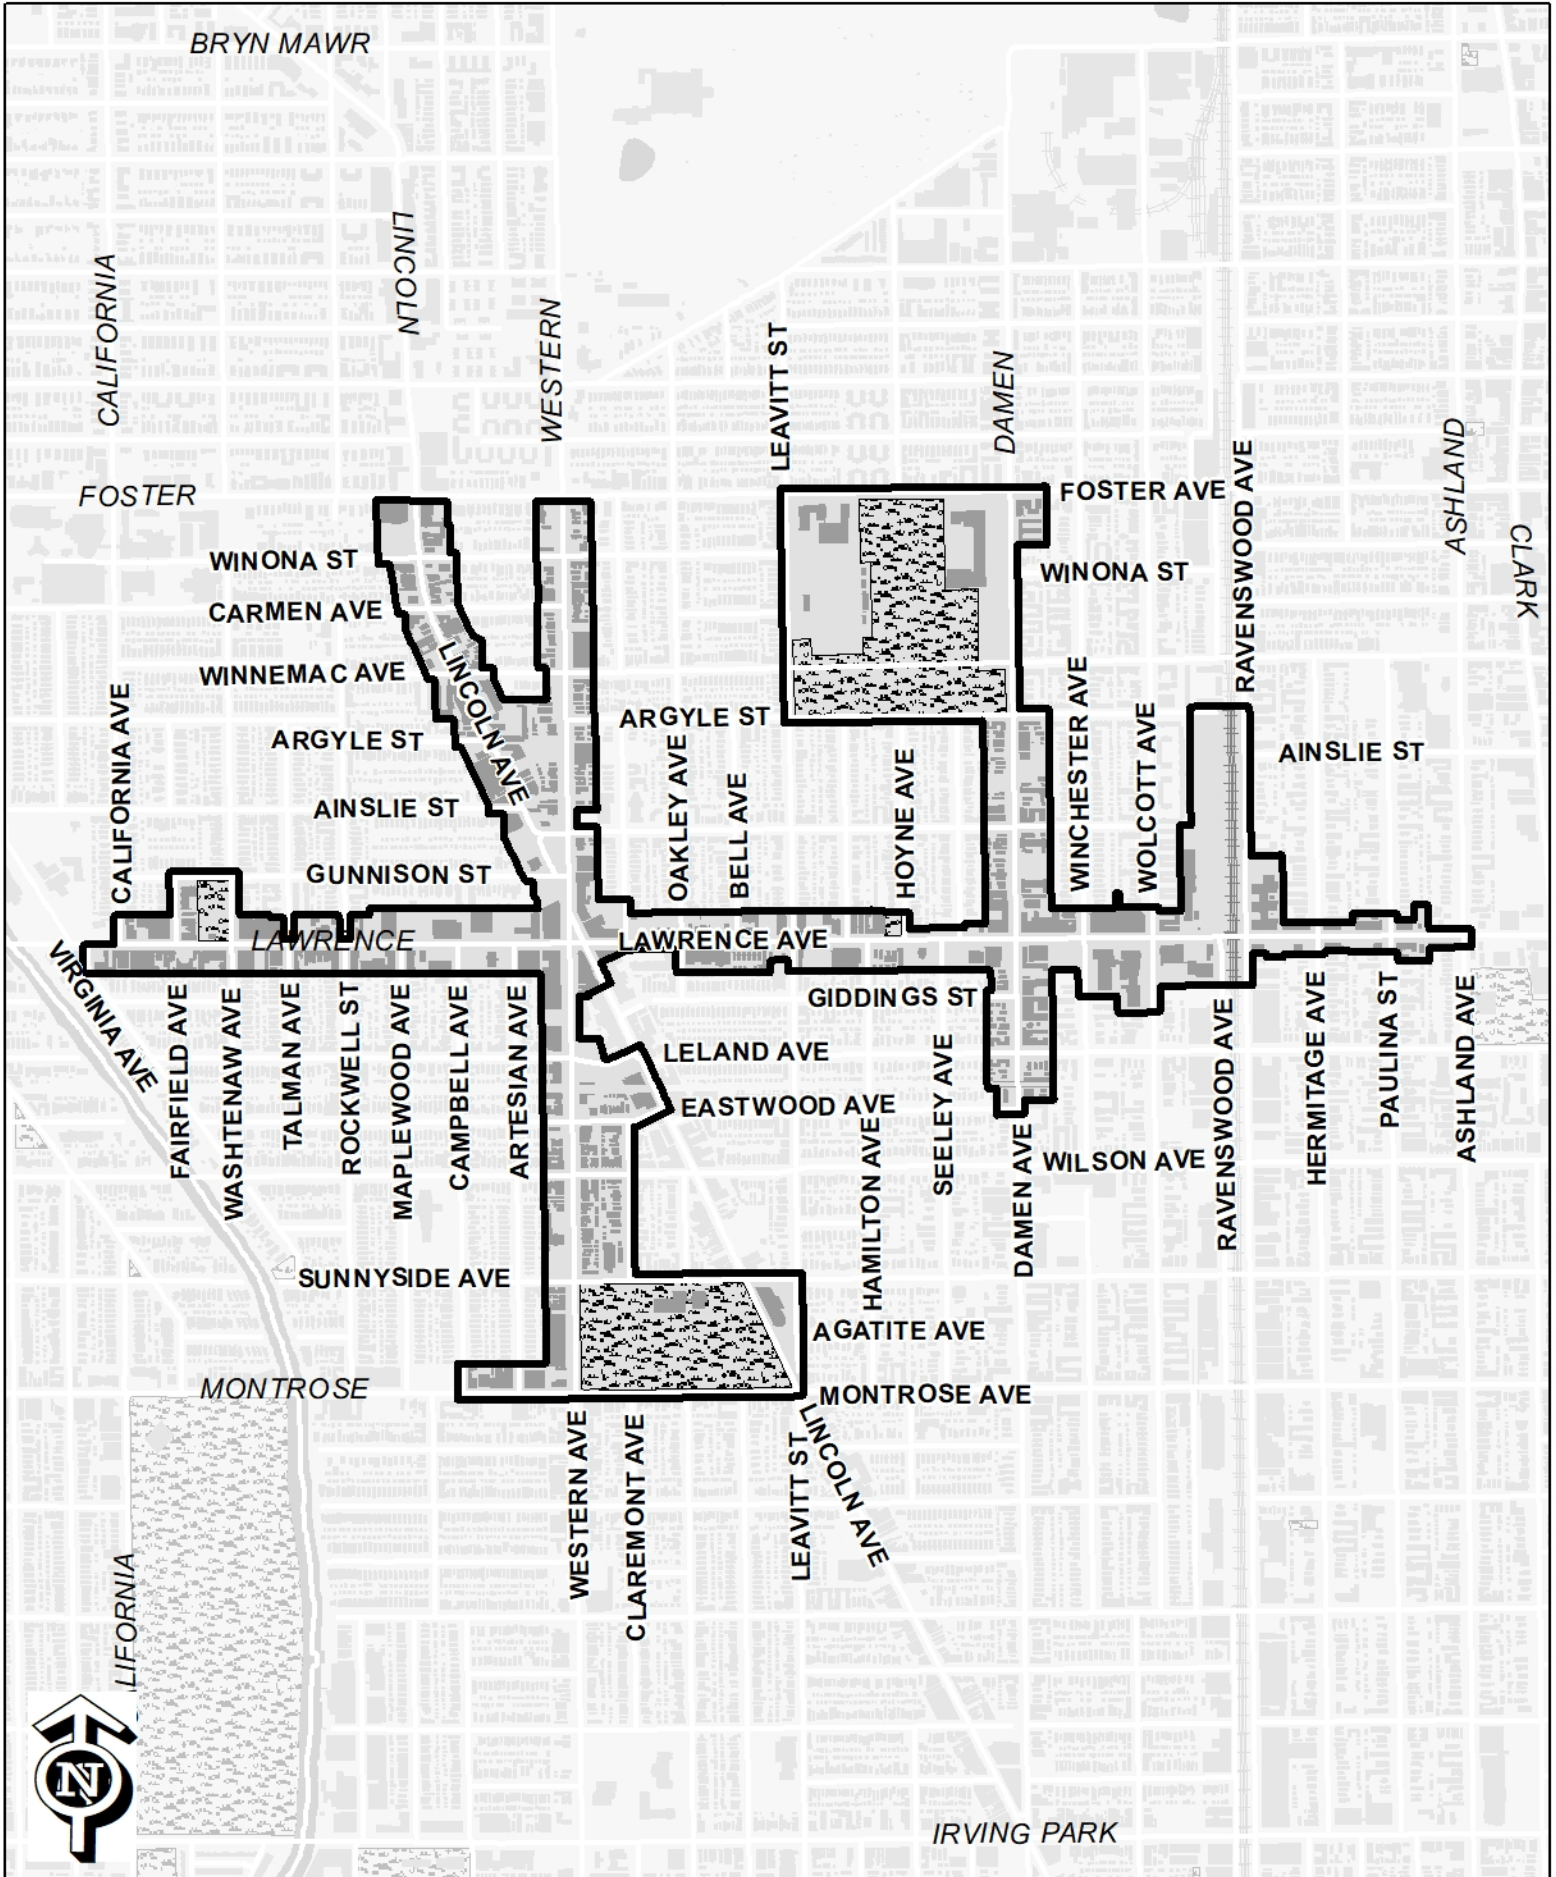 BRYN MAWR
CALIFORNIA
LINCOLN
WESTERN
LEAVITT ST
DAMEN
ASHLAND
CLARK
FOSTER
FOSTER AVE
RAVENSWOOD AVE
WINONA ST
WINONA ST
CARMEN AVE
WINNEMAC AVE
LINCOLN AVE
CALIFORNIA AVE
ARGYLE ST
ARGYLE ST
OAKLEY AVE
BELL AVE
HOYNE AVE
WINCHESTER AVE
WOLCOTT AVE
AINSLIE ST
AINSLIE ST
GUNNISON ST
LAWRENCE
LAWRENCE AVE
VIRGINIA AVE
FAIRFIELD AVE
WASHTENAW AVE
TALMAN AVE
ROCKWELL ST
MAPLEWOOD AVE
CAMPBELL AVE
ARTESIAN AVE
GIDDINGS ST
LELAND AVE
EASTWOOD AVE
HAMILTON AVE
SEELEY AVE
DAMEN AVE
WILSON AVE
RAVENSWOOD AVE
HERMITAGE AVE
PAULINA ST
ASHLAND AVE
SUNNYSIDE AVE
AGATITE AVE
MONTROSE
MONTROSE AVE
WESTERN AVE
CLAREMONT AVE
LEAVITT ST
LINCOLN AVE
LIFORNIA
N
IRVING PARK